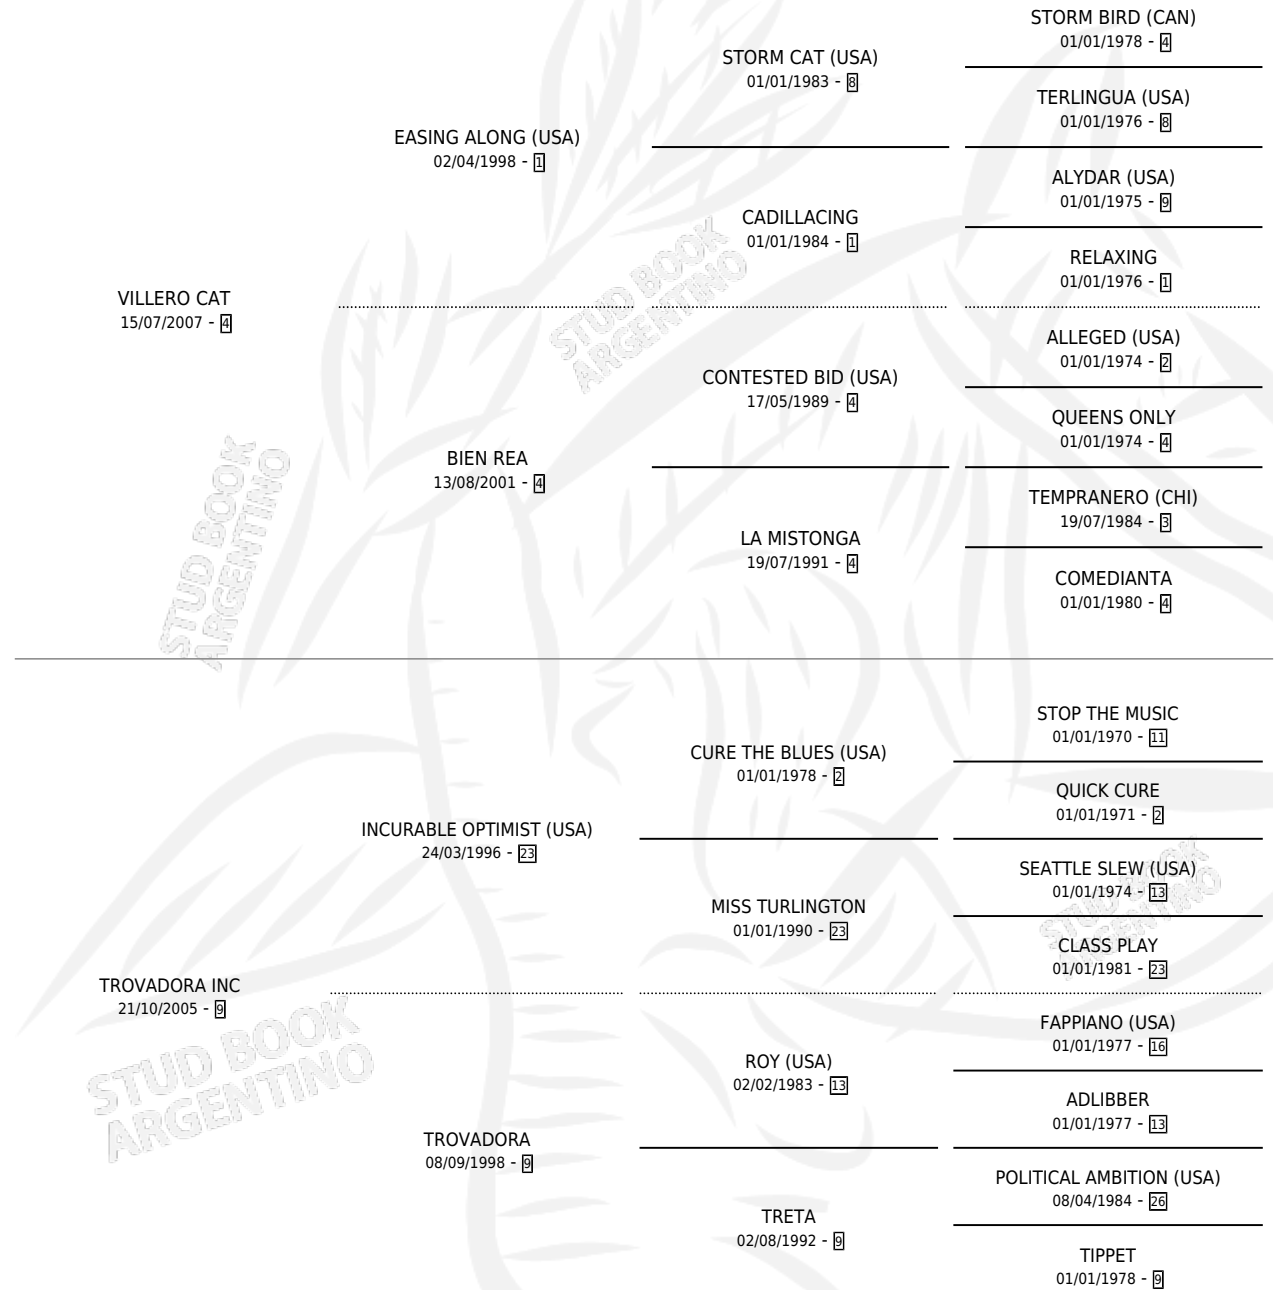 STORM BIRD (CAN)
01/01/1978 - 4
STORM CAT (USA)
01/01/1983 - 8
TERLINGUA (USA)
01/01/1976 - 8
EASING ALONG (USA)
02/04/1998 - 1
ALYDAR (USA)
01/01/1975 - 9
CADILLACING
01/01/1984 - 1
RELAXING
01/01/1976 - 1
VILLERO CAT
15/07/2007 - 4
STUD BOOK
ARGENTINO
ALLEGED (USA)
01/01/1974 - 2
CONTESTED BID (USA)
17/05/1989 - 4
QUEENS ONLY
01/01/1974 - 4
BIEN REA
13/08/2001 - 4
TEMPRANERO (CHI)
19/07/1984 - 3
LA MISTONGA
19/07/1991 - 4
COMEDIANTA
01/01/1980 - 4
STUD BOOK
ARGENTINO
STOP THE MUSIC
01/01/1970 - 11
CURE THE BLUES (USA)
01/01/1978 - 2
QUICK CURE
01/01/1971 - 2
INCURABLE OPTIMIST (USA)
24/03/1996 - 23
SEATTLE SLEW (USA)
01/01/1974 - 13
MISS TURLINGTON
01/01/1990 - 23
STUD BOOK
ARGENTINO
CLASS PLAY
01/01/1981 - 23
TROVADORA INC
21/10/2005 - 9
STUD BOOK
ARGENTINO
FAPPIANO (USA)
01/01/1977 - 16
ROY (USA)
02/02/1983 - 13
ADLIBBER
01/01/1977 - 13
TROVADORA
08/09/1998 - 9
POLITICAL AMBITION (USA)
08/04/1984 - 26
TRETA
02/08/1992 - 9
TIPPET
01/01/1978 - 9